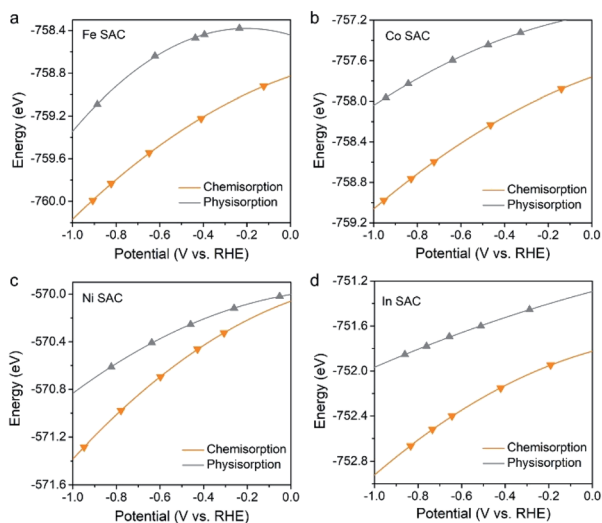 a
Fe SAC
-758.4
-758.8
-759.2
-759.6
-760.0
Energy (eV)
Chemisorption
Physisorption
-1.0 -0.8 -0.6 -0.4 -0.2 0.0
Potential (V vs. RHE)
b
Co SAC
-757.2
-757.6
-758.0
-758.4
-758.8
-759.2
Energy (eV)
Chemisorption
Physisorption
-1.0 -0.8 -0.6 -0.4 -0.2 0.0
Potential (V vs. RHE)
c
Ni SAC
-570.0
-570.4
-570.8
-571.2
-571.6
Energy (eV)
Chemisorption
Physisorption
-1.0 -0.8 -0.6 -0.4 -0.2 0.0
Potential (V vs. RHE)
d
In SAC
-751.2
-751.6
-752.0
-752.4
-752.8
Energy (eV)
Chemisorption
Physisorption
-1.0 -0.8 -0.6 -0.4 -0.2 0.0
Potential (V vs. RHE)